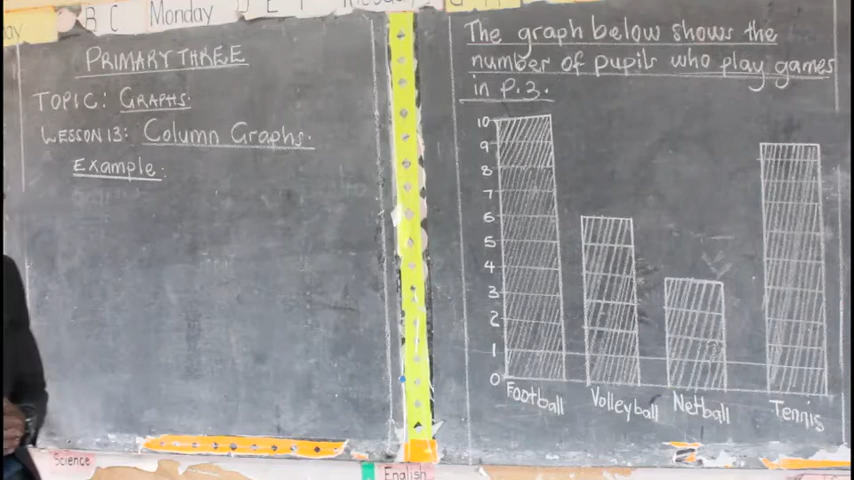 B C
Monday
D E F
G
PRIMARY THREE
TOPIC: GRAPHS.
LESSON 13: COLUMN GRAPHS.
Example.
The graph below shows the
number of pupils who play games
in P.3.
10
9
8
7
6
5
4
3
2
1
0
Football
Volleyball
Netball
Tennis
Science
English